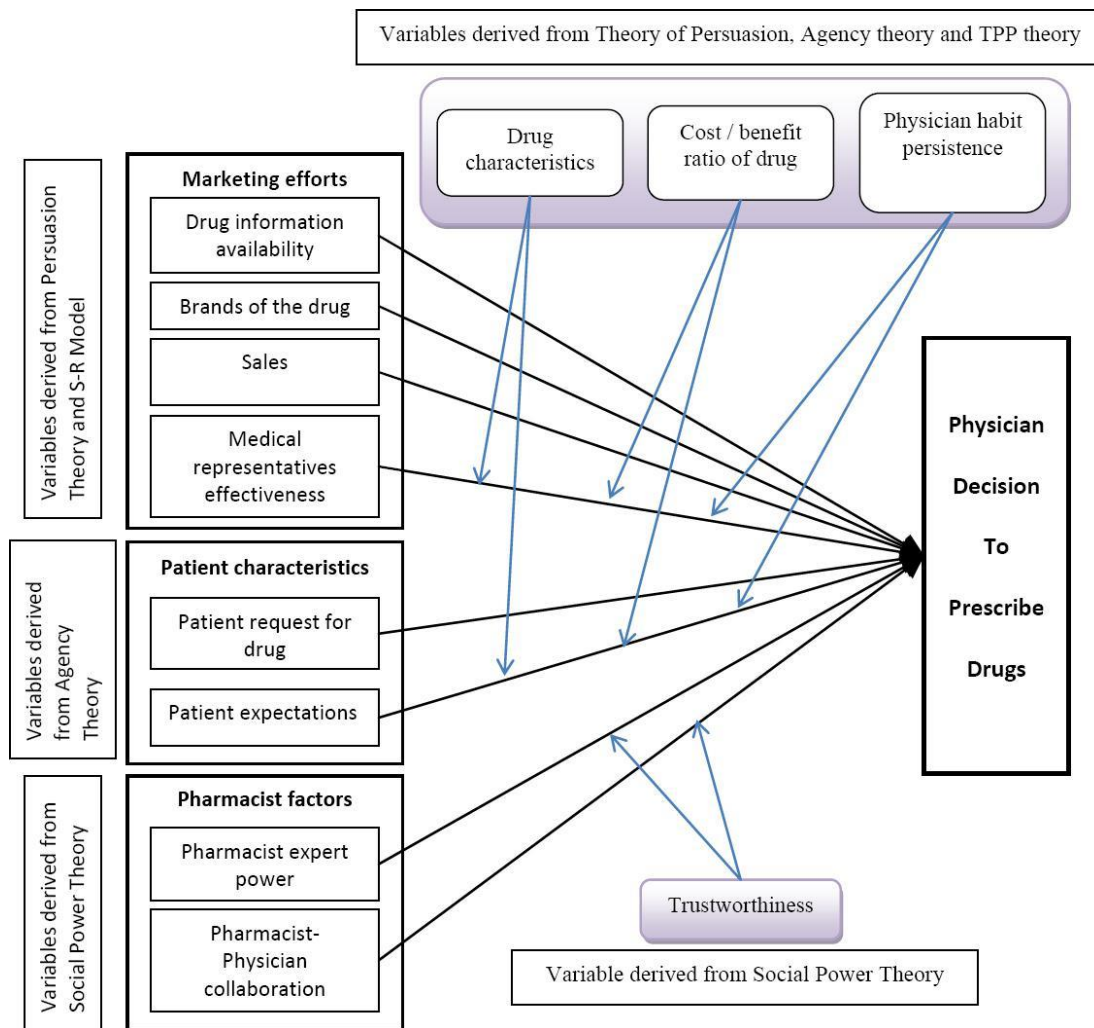 Variables derived from Theory of Persuasion, Agency theory and TPP theory
Drug
characteristics
Cost / benefit
ratio of drug
Physician habit
persistence
Variables derived from Persuasion
Theory and S-R Model
Marketing efforts
Drug information
availability
Brands of the drug
Sales
Medical
representatives
effectiveness
Variables derived
from Agency
Theory
Patient characteristics
Patient request for
drug
Patient expectations
Variables derived from
Social Power Theory
Pharmacist factors
Pharmacist expert
power
Pharmacist-
Physician
collaboration
Physician
Decision
To
Prescribe
Drugs
Trustworthiness
Variable derived from Social Power Theory